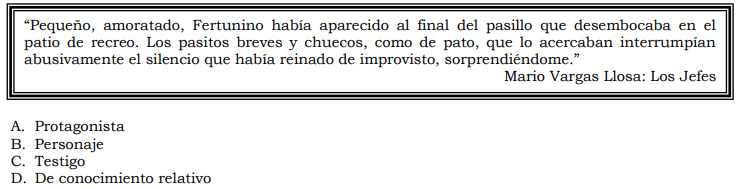 “Pequeño, amoratado, Fertunino había aparecido al final del pasillo que desembocaba en el
patio de recreo. Los pasitos breves y chuecos, como de pato, que lo acercaban interrumpían
abusivamente el silencio que había reinado de improvisto, sorprendiéndome.”
Mario Vargas Llosa: Los Jefes
A. Protagonista
B. Personaje
C. Testigo
D. De conocimiento relativo